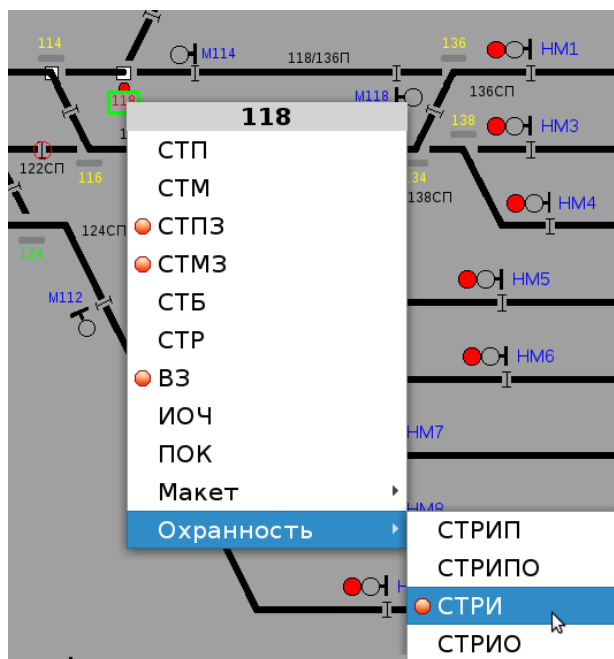 114
М114
118/136П
136
НМ1
118
М118
136СП
138
НМ3
122СП
116
134
138СП
НМ4
124СП
124
М112
НМ5
НМ6
НМ7
НМ8
118
СТП
СТМ
СТПЗ
СТМЗ
СТБ
СТР
ВЗ
ИОЧ
ПОК
Макет
Охранность
СТРИП
СТРИПО
СТРИ
СТРИО